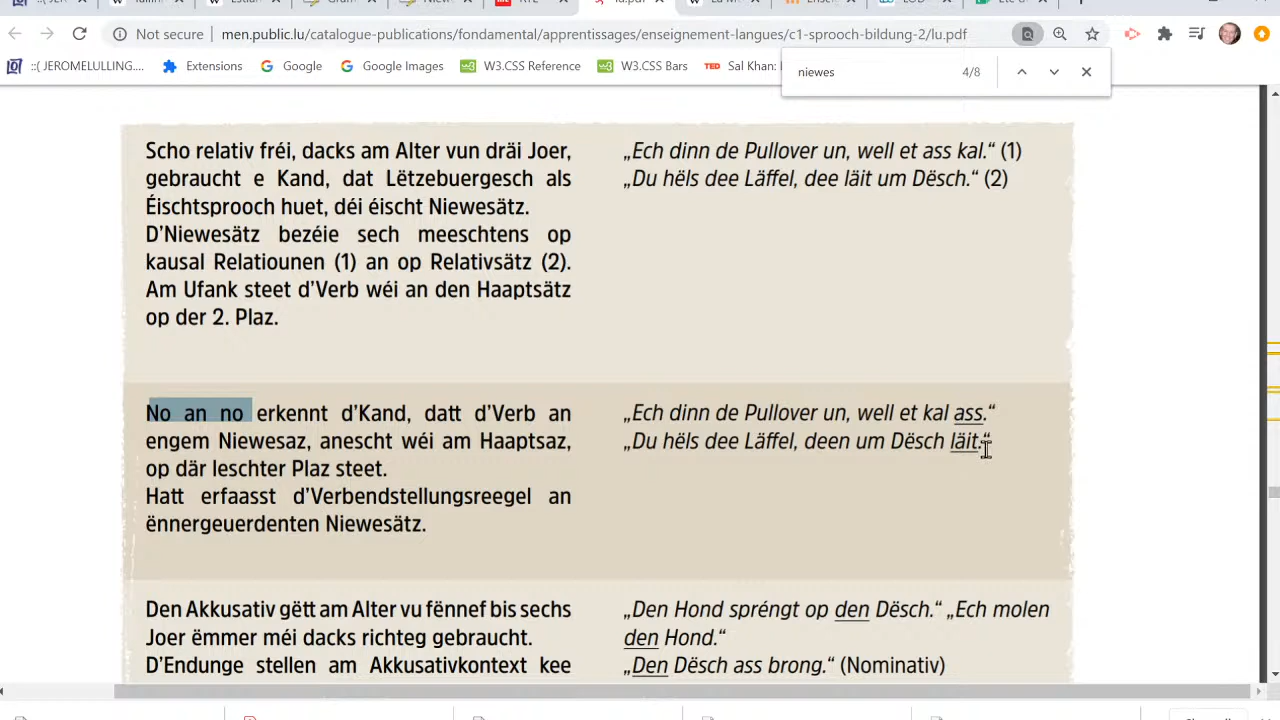 Not secure
men.public.lu/catalogue-publications/fondamental/apprentissages/enseignement-langues/c1-sprooch-bildung-2/lu.pdf
::( JEROMELULLING....
Extensions
Google
Google Images
W3.CSS Reference
W3.CSS Bars
TED
Sal Khan:
niewes
4/8
Scho relativ fréi, dacks am Alter vun dräi Joer,
gebraucht e Kand, dat Lëtzebuergesch als
Éischtsprooch huet, déi éischt Niewesätz.
D’Niewesätz bezéie sech meeschtens op
kausal Relatiounen (1) an op Relativsätz (2).
Am Ufank steet d’Verb wéi an den Haaptsätz
op der 2. Plaz.
„Ech dinn de Pullover un, well et ass kal.“ (1)
„Du hëls dee Läffel, dee läit um Dësch.“ (2)
No an no erkennt d’Kand, datt d’Verb an
engem Niewesaz, anescht wéi am Haaptsaz,
op där leschter Plaz steet.
Hatt erfaasst d’Verbendstellungsreegel an
ënnergeuerdenten Niewesätz.
„Ech dinn de Pullover un, well et kal ass.“
„Du hëls dee Läffel, deen um Dësch läit.“
Den Akkusativ gëtt am Alter vu fënnef bis sechs
Joer ëmmer méi dacks richteg gebraucht.
D’Endunge stellen am Akkusativkontext kee
„Den Hond spréngt op den Dësch.“ „Ech molen
den Hond.“
„Den Dësch ass brong.“ (Nominativ)